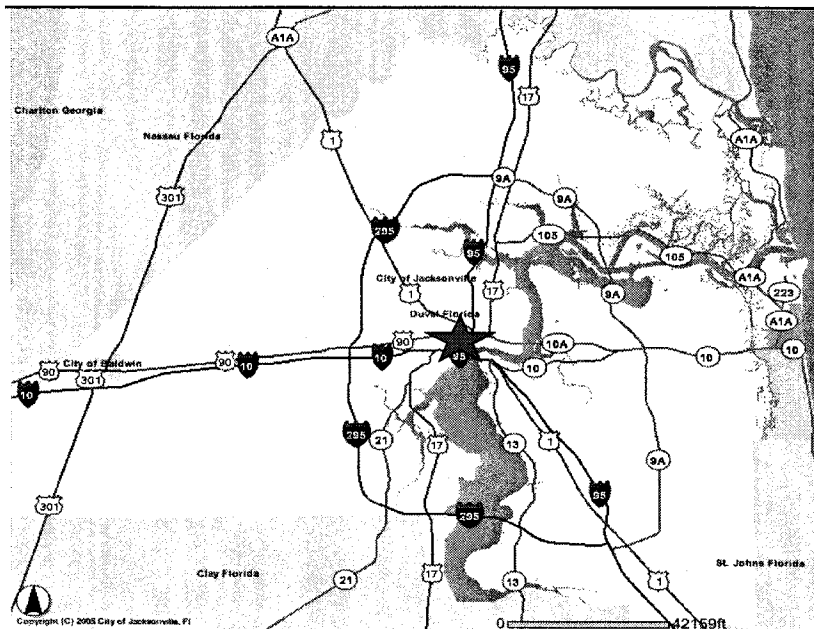 A1A
95
17
Charlton Georgia
Nassau Florida
1
A1A
301
9A
9A
295
95
105
105
City of Jacksonville
A1A
1
17
9A
223
Duval Florida
A1A
90
10A
90
City of Baldwin
90
10
10
95
10
10
10
301
10
295
21
17
13
1
9A
95
301
295
St. Johns Florida
Clay Florida
21
17
13
1
Copyright (C) 2005 City of Jacksonville, Fl
0 42159ft